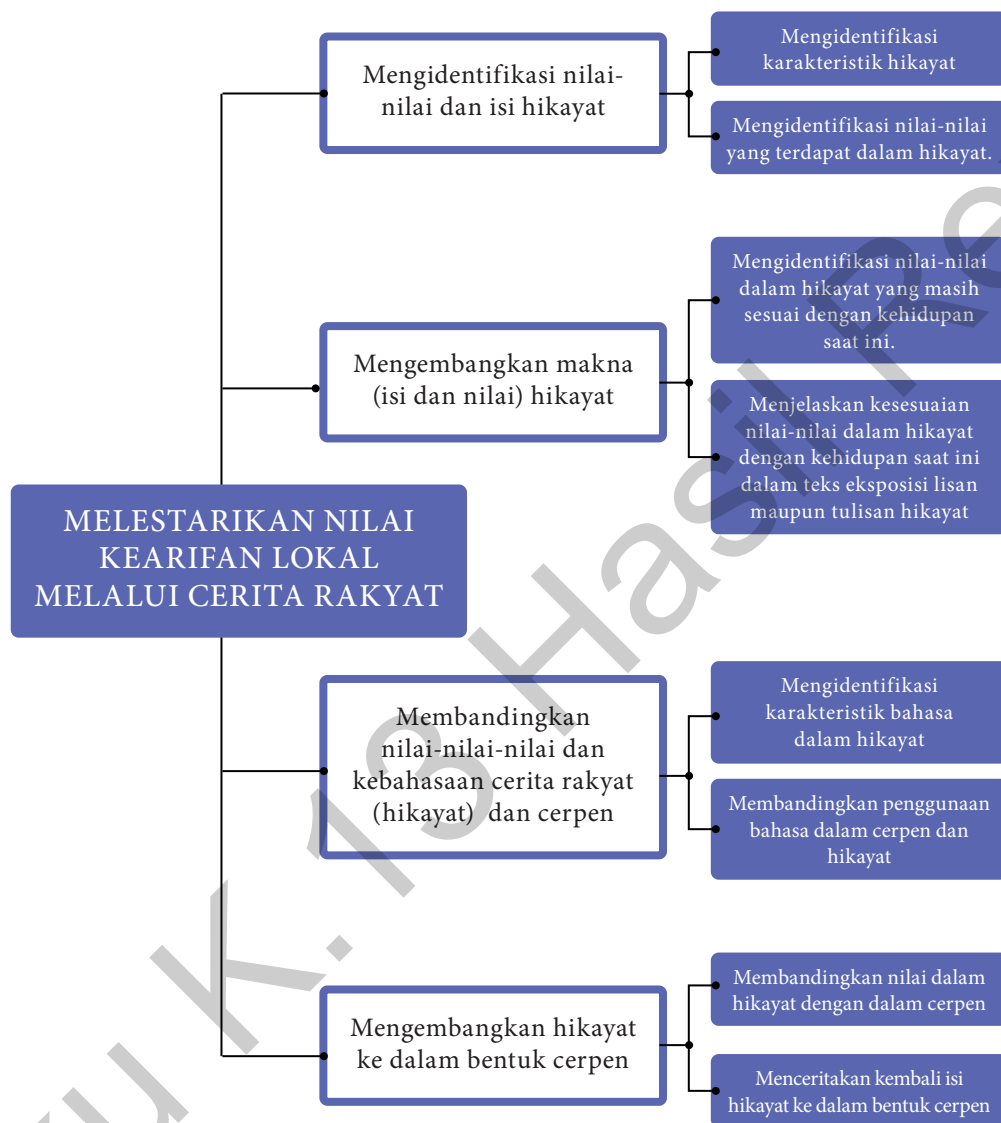 Mengidentifikasi nilai-
nilai dan isi hikayat
Mengidentifikasi
karakteristik hikayat
Mengidentifikasi nilai-nilai
yang terdapat dalam hikayat.
Mengembangkan makna
(isi dan nilai) hikayat
Mengidentifikasi nilai-nilai
dalam hikayat yang masih
sesuai dengan kehidupan
saat ini.
Menjelaskan kesesuaian
nilai-nilai dalam hikayat
dengan kehidupan saat ini
dalam teks eksposisi lisan
maupun tulisan hikayat
MELESTARIKAN NILAI
KEARIFAN LOKAL
MELALUI CERITA RAKYAT
Membandingkan
nilai-nilai-nilai dan
kebahasaan cerita rakyat
(hikayat) dan cerpen
Mengidentifikasi
karakteristik bahasa
dalam hikayat
Membandingkan penggunaan
bahasa dalam cerpen dan
hikayat
Mengembangkan hikayat
ke dalam bentuk cerpen
Membandingkan nilai dalam
hikayat dengan dalam cerpen
Menceritakan kembali isi
hikayat ke dalam bentuk cerpen
K. 13 Hasil